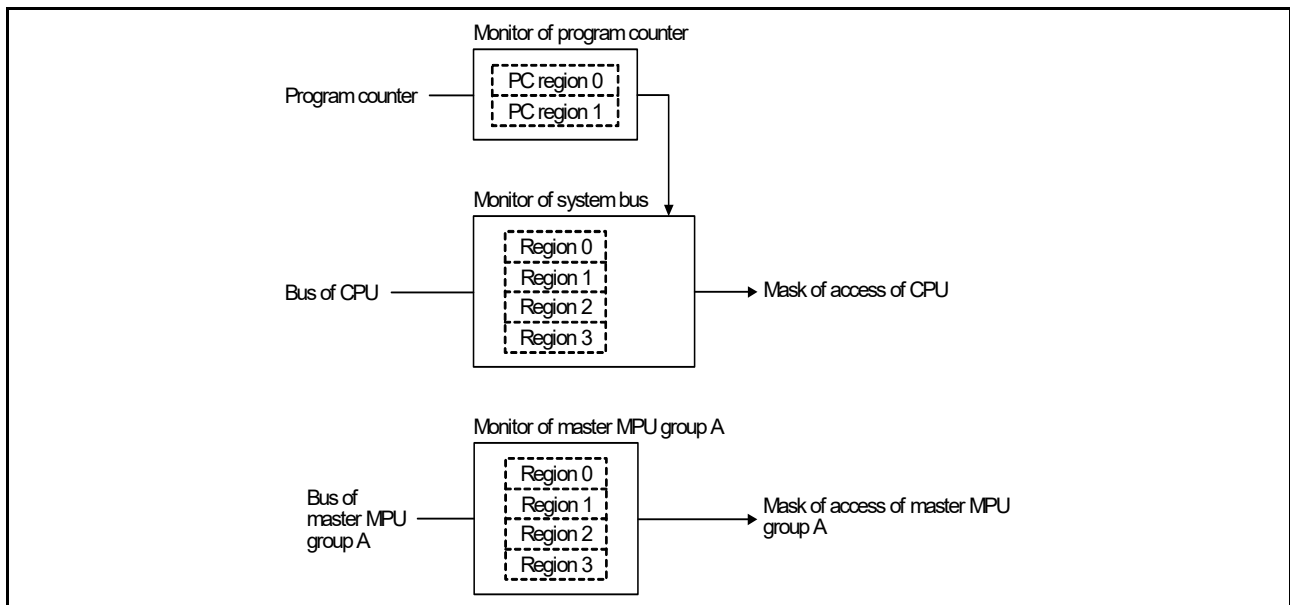 Monitor of program counter
Program counter
PC region 0
PC region 1
Monitor of system bus
Bus of CPU
Region 0
Region 1
Region 2
Region 3
Mask of access of CPU
Monitor of master MPU group A
Bus of
master MPU
group A
Region 0
Region 1
Region 2
Region 3
Mask of access of master MPU
group A